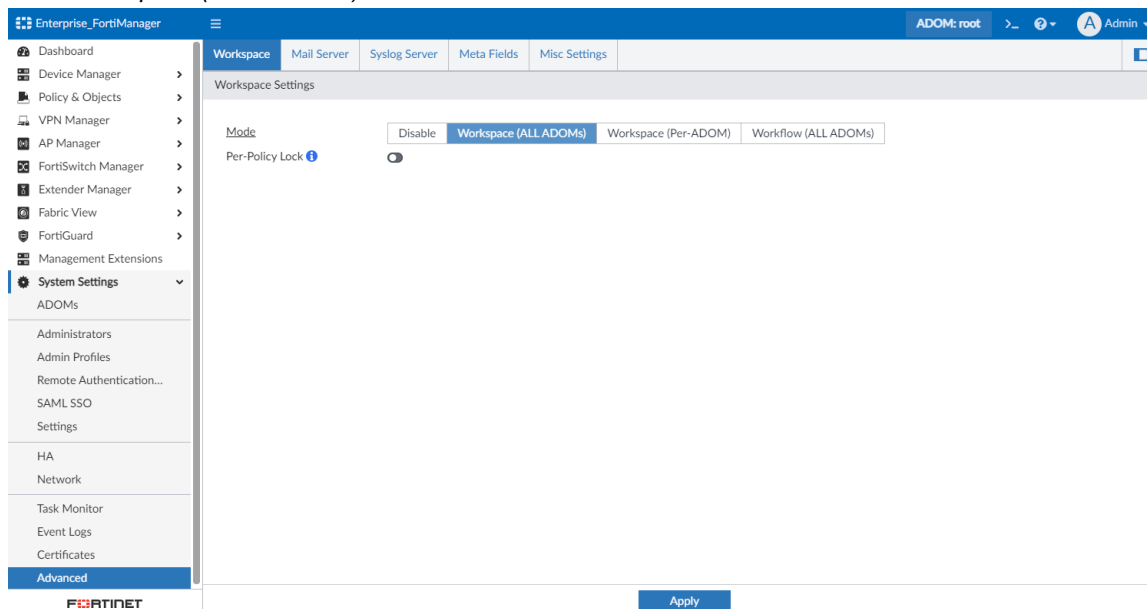 Enterprise_FortiManager
ADOM: root >_ A Admin
Dashboard
Device Manager
Policy & Objects
VPN Manager
AP Manager
FortiSwitch Manager
Extender Manager
Fabric View
FortiGuard
Management Extensions
System Settings
ADOMs
Administrators
Admin Profiles
Remote Authentication...
SAML SSO
Settings
HA
Network
Task Monitor
Event Logs
Certificates
Advanced
FORTINET
Workspace Mail Server Syslog Server Meta Fields Misc Settings
Workspace Settings
Mode Disable Workspace (ALL ADOMs) Workspace (Per-ADOM) Workflow (ALL ADOMs)
Per-Policy Lock
Apply